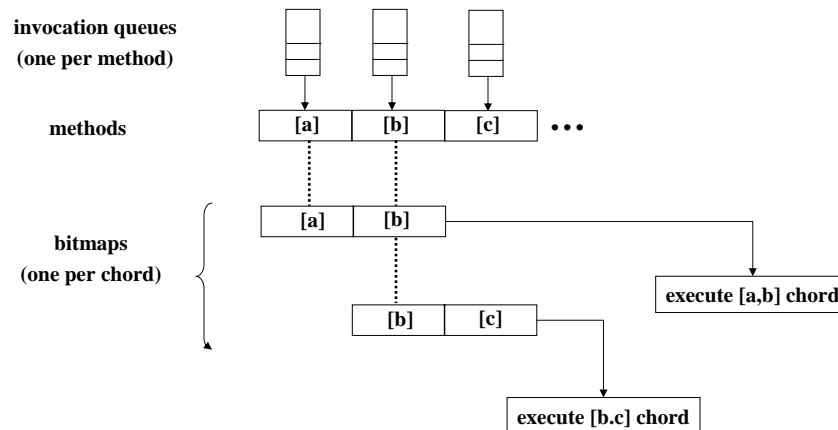 invocation queues
(one per method)
methods
[a] [b] [c] •••
[a] [b]
bitmaps
(one per chord)
execute [a,b] chord
[b] [c]
execute [b.c] chord